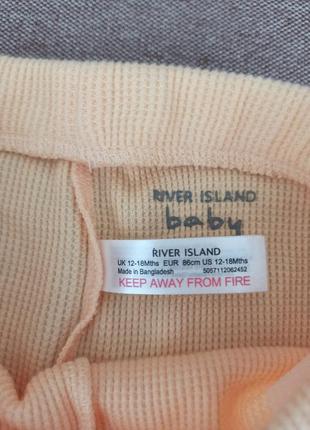 RIVER ISLAND
baby
RIVER ISLAND
UK 12-18Mths EUR 86cm US 12-18Mths
Made in Bangladesh 5057112062452
KEEP AWAY FROM FIRE